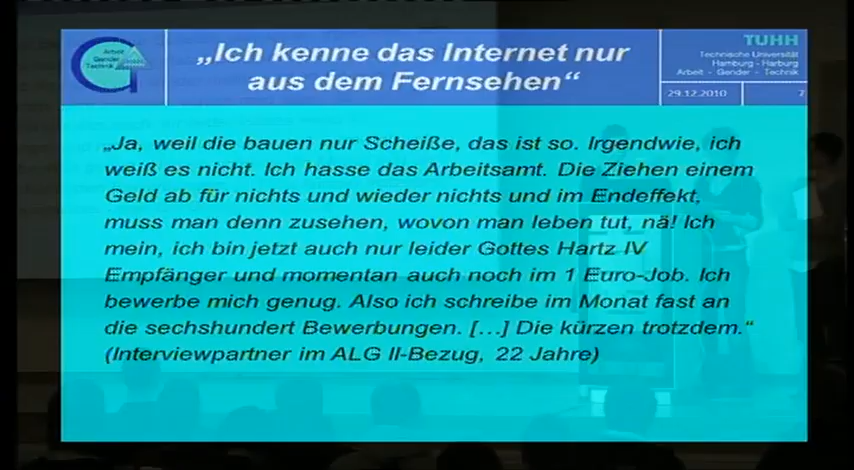 Arbeit
Gender
Technik
„Ich kenne das Internet nur
aus dem Fernsehen“
TUHH
Technische Universität
Hamburg - Harburg
Arbeit - Gender - Technik
29.12.2010
7
„Ja, weil die bauen nur Scheiße, das ist so. Irgendwie, ich
weiß es nicht. Ich hasse das Arbeitsamt. Die Ziehen einem
Geld ab für nichts und wieder nichts und im Endeffekt,
muss man denn zusehen, wovon man leben tut, nä! Ich
mein, ich bin jetzt auch nur leider Gottes Hartz IV
Empfänger und momentan auch noch im 1 Euro-Job. Ich
bewerbe mich genug. Also ich schreibe im Monat fast an
die sechshundert Bewerbungen. […] Die kürzen trotzdem.“
(Interviewpartner im ALG II-Bezug, 22 Jahre)